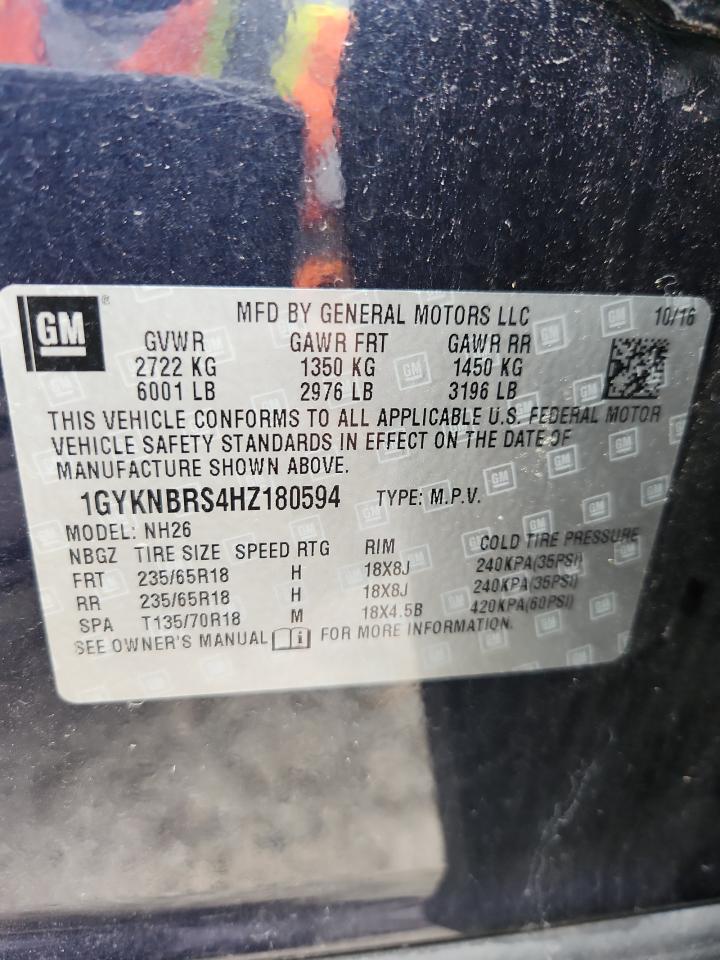 GM ®
MFD BY GENERAL MOTORS LLC 10/16
GVWR GAWR FRT GAWR RR
2722 KG 1350 KG 1450 KG
6001 LB 2976 LB 3196 LB
THIS VEHICLE CONFORMS TO ALL APPLICABLE U.S. FEDERAL MOTOR
VEHICLE SAFETY STANDARDS IN EFFECT ON THE DATE OF
MANUFACTURE SHOWN ABOVE.
1GYKNBRS4HZ180594 TYPE: M.P.V.
MODEL: NH26
NBGZ TIRE SIZE SPEED RTG RIM COLD TIRE PRESSURE
FRT 235/65R18 H 18X8J 240KPA(35PSI)
RR 235/65R18 H 18X8J 240KPA(35PSI)
SPA T135/70R18 M 18X4.5B 420KPA(60PSI)
SEE OWNER'S MANUAL i FOR MORE INFORMATION.